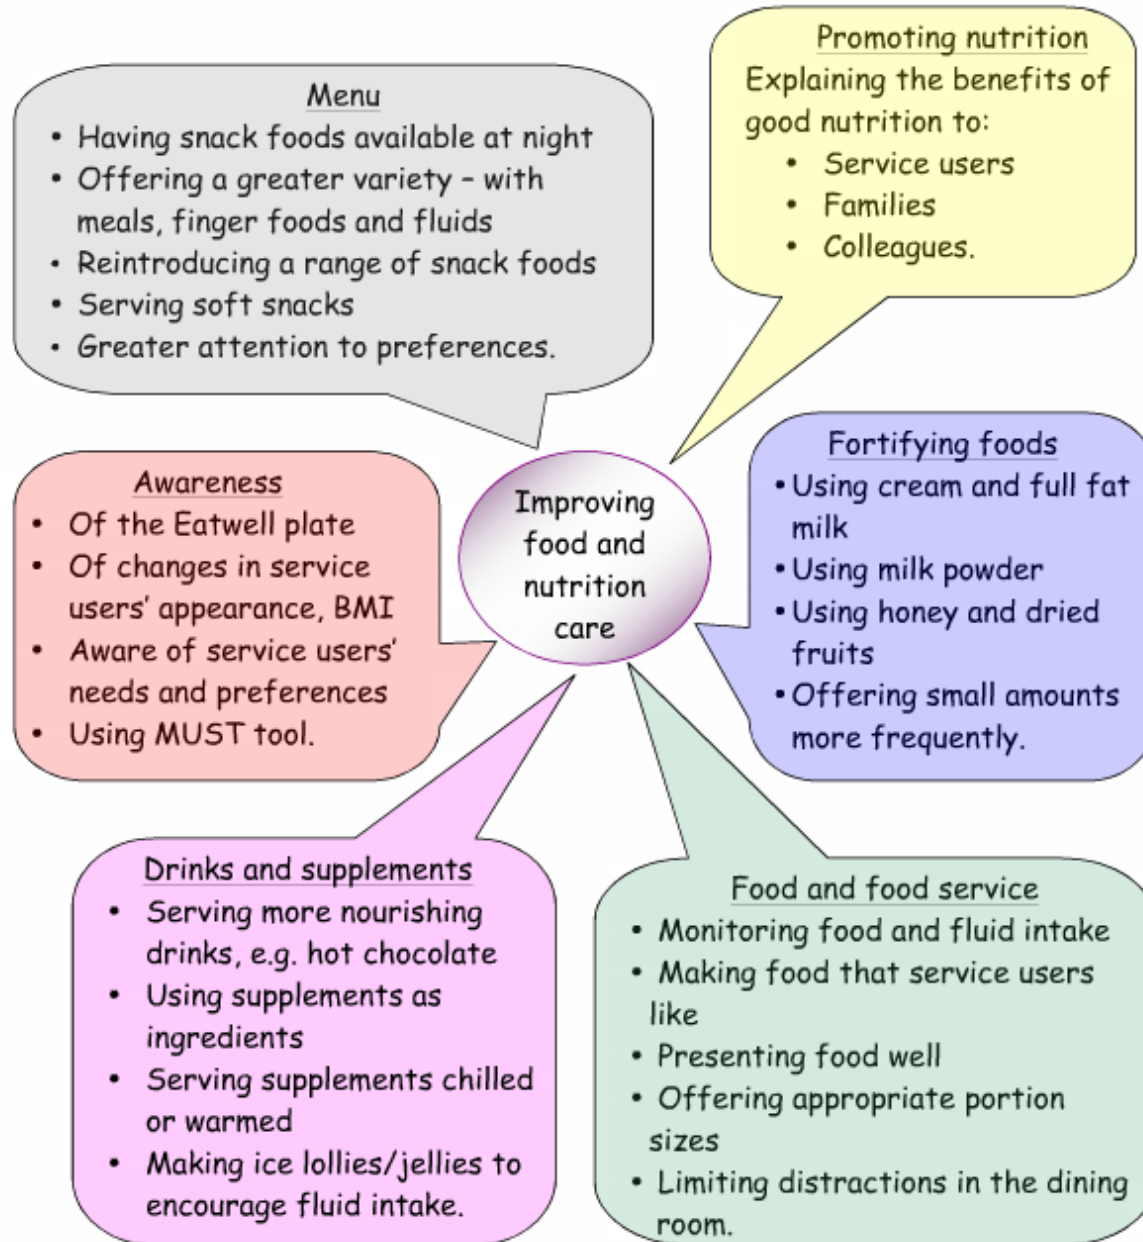 Menu
• Having snack foods available at night
• Offering a greater variety – with
meals, finger foods and fluids
• Reintroducing a range of snack foods
• Serving soft snacks
• Greater attention to preferences.
Promoting nutrition
Explaining the benefits of
good nutrition to:
• Service users
• Families
• Colleagues.
Awareness
• Of the Eatwell plate
• Of changes in service
users’ appearance, BMI
• Aware of service users’
needs and preferences
• Using MUST tool.
Improving
food and
nutrition
care
Fortifying foods
• Using cream and full fat
milk
• Using milk powder
• Using honey and dried
fruits
• Offering small amounts
more frequently.
Drinks and supplements
• Serving more nourishing
drinks, e.g. hot chocolate
• Using supplements as
ingredients
• Serving supplements chilled
or warmed
• Making ice lollies/jellies to
encourage fluid intake.
Food and food service
• Monitoring food and fluid intake
• Making food that service users
like
• Presenting food well
• Offering appropriate portion
sizes
• Limiting distractions in the dining
room.